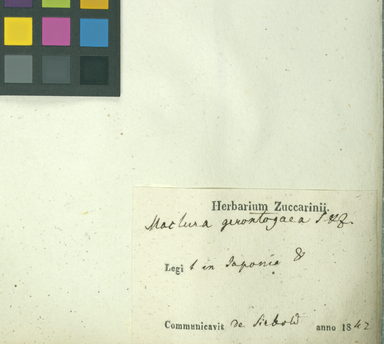 Herbarium Zuccarinii.
Maclura gerontogaea S. & Z.
Legit in Japonia
Communicavit de Siebold anno 1842